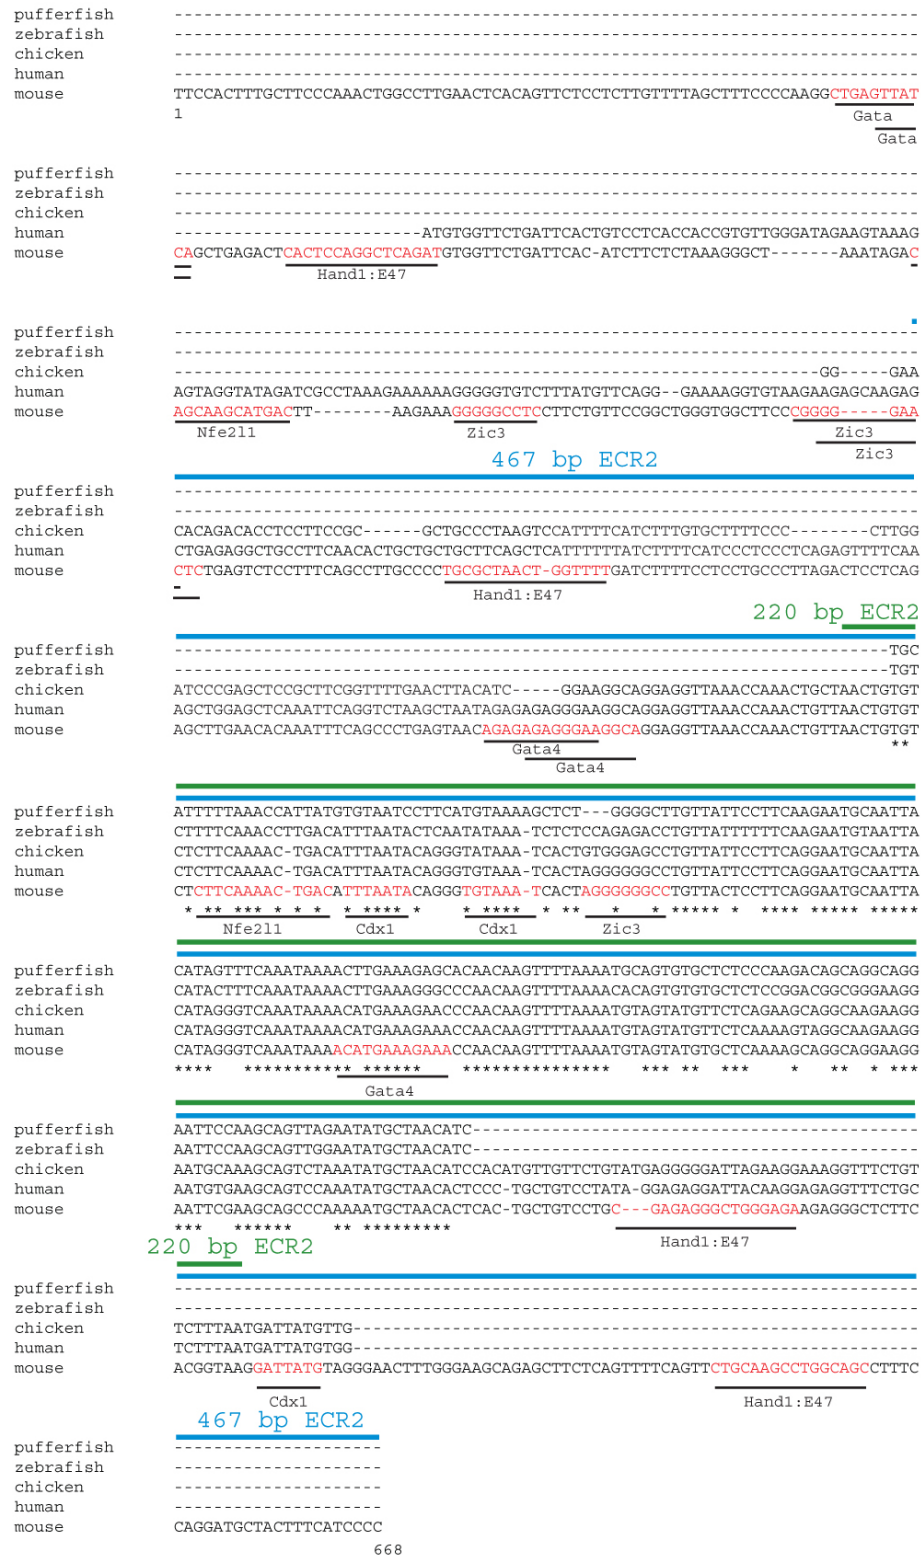 pufferfish ---------------------------------------------------------------------------
zebrafish ---------------------------------------------------------------------------
chicken ---------------------------------------------------------------------------
human ---------------------------------------------------------------------------
mouse TTCCACTTTGCTTCCCAAACTGGCCTTGAACTCACAGTTCTCCTCTTGTTTTAGCTTTCCCCAAGGCTGAGTTAT
1
Gata
Gata
pufferfish ---------------------------------------------------------------------------
zebrafish ---------------------------------------------------------------------------
chicken ---------------------------------------------------------------------------
human -------------------------ATGTGGTTCTGATTCACTGTCCTCACCACCGTGTTGGGATAGAAGTAAAG
mouse CAGCTGAGACTCACTCCAGGCTCAGATGTGGTTCTGATTCAC-ATCTTCTCTAAAGGGCT-------AAATAGAC
Hand1:E47
pufferfish ---------------------------------------------------------------------------
zebrafish ---------------------------------------------------------------------------
chicken -----------------------------------------------------------------GG-----GAA
human AGTAGGTATAGATCGCCTAAAGAAAAAAGGGGGTGTCTTTATGTTCAGG--GAAAAGGTGTAAGAAGAGCAAGAG
mouse AGCAAGCATGACTT--------AAGAAAGGGGGCCTCCTTCTGTTCCGGCTGGGTGGCTTCCCGGGG-----GAA
Nfe2l1 Zic3 Zic3
Zic3
467 bp ECR2
pufferfish ---------------------------------------------------------------------------
zebrafish ---------------------------------------------------------------------------
chicken CACAGACACCTCCTTCCGC------GCTGCCCTAAGTCCATTTTCATCTTTGTGCTTTTCCC--------CTTGG
human CTGAGAGGCTGCCTTCAACACTGCTGCTGCTTCAGCTCATTTTTTATCTTTTCATCCCTCCCTCAGAGTTTTCAA
mouse CTCTGAGTCTCCTTTCAGCCTTGCCCCTGCGCTAACT-GGTTTTGATCTTTTCCTCCTGCCCTTAGACTCCTCAG
Hand1:E47
220 bp ECR2
pufferfish ------------------------------------------------------------------------TGC
zebrafish ------------------------------------------------------------------------TGT
chicken ATCCCGAGCTCCGCTTCGGTTTTGAACTTACATC-----GGAAGGCAGGAGGTTAAACCAAACTGCTAACTGTGT
human AGCTGGAGCTCAAATTCAGGTCTAAGCTAATAGAGAGAGGGAAGGCAGGAGGTTAAACCAAACTGTTAACTGTGT
mouse AGCTTGAACACAAATTTCAGCCCTGAGTAACAGAGAGAGGGAAGGCAGGAGGTTAAACCAAACTGTTAACTGTGT
**
Gata4
Gata4
pufferfish ATTTTTAAACCATTATGTGTAATCCTTCATGTAAAAGCTCT---GGGGCTTGTTATTCCTTCAAGAATGCAATTA
zebrafish CTTTTCAAACCTTGACATTTAATACTCAATATAAA-TCTCTCCAGAGACCTGTTATTTTTTCAAGAATGTAATTA
chicken CTCTTCAAAAC-TGACATTTAATACAGGGTATAAA-TCACTGTGGGAGCCTGTTATTCCTTCAGGAATGCAATTA
human CTCTTCAAAAC-TGACATTTAATACAGGGTGTAAA-TCACTAGGGGGGCCTGTTATTCCTTCAGGAATGCAATTA
mouse CTCTTCAAAAC-TGACATTTAATACAGGGTGTAAA-TCACTAGGGGGGCCTGTTACTCCTTCAGGAATGCAATTA
* ** *** * * * * **** * * **** * ** * * ***** * **** ***** *****
Nfe2l1 Cdx1 Cdx1 Zic3
pufferfish CATAGTTTCAAATAAAACTTGAAAGAGCACAACAAGTTTTAAAATGCAGTGTGCTCTCCCAAGACAGCAGGCAGG
zebrafish CATACTTTCAAATAAAACTTGAAAGGGCCCAACAAGTTTTAAAACACAGTGTGTGCTCTCCGGACGGCGGGAAGG
chicken CATAGGGTCAAATAAAACATGAAAGAACCCAACAAGTTTTAAAATGTAGTATGTTCTCAGAAGCAGGCAAGAAGG
human CATAGGGTCAAATAAAACATGAAAGAAACCAACAAGTTTTAAAATGTAGTATGTTCTCAAAAGTAGGCAAGAAGG
mouse CATAGGGTCAAATAAAACATGAAAGAAACCAACAAGTTTTAAAATGTAGTATGTGCTCAAAAGCAGGCAGGAAGG
**** *********** ****** *************** *** ** *** * ** * ***
Gata4
pufferfish AATTCCAAGCAGTTAGAATATGCTAACATC---------------------------------------------
zebrafish AATTCCAAGCAGTTGGAATATGCTAACATC---------------------------------------------
chicken AATGCAAAGCAGTCTAAATATGCTAACATCCACATGTTGTTCTGTATGAGGGGGATTAGAAGGAAAGGTTTCTGT
human AATGTGAAGCAGTCCAAATATGCTAACACTCCC-TGCTGTCCTATA-GGAGAGGATTACAAGGAGAGGTTTCTGC
mouse AATTCGAAGCAGCCCAAAAATGCTAACACTCAC-TGCTGTCCTGC---GAGAGGGCTGGGAGAAGAGGGCTCTTC
*** ****** ** **********
Hand1:E47
220 bp ECR2
pufferfish ---------------------------------------------------------------------------
zebrafish ---------------------------------------------------------------------------
chicken TCTTTAATGATTATGTTG---------------------------------------------------------
human TCTTTAATGATTATGTGG---------------------------------------------------------
mouse ACGGTAAGGATTATGTAGGGAACTTTGGGAAGCAGAGCTTCTCAGTTTTCAGTTCTGCAAGCCTGGCAGCCTTTC
Cdx1 Hand1:E47
467 bp ECR2
pufferfish ---------------------
zebrafish ---------------------
chicken ---------------------
human ---------------------
mouse CAGGATGCTACTTTCATCCCC
668